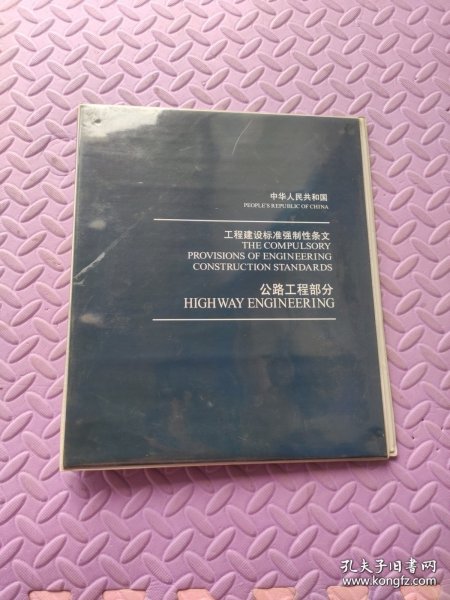 中华人民共和国
PEOPLE'S REPUBLIC OF CHINA
工程建设标准强制性条文
THE COMPULSORY
PROVISIONS OF ENGINEERING
CONSTRUCTION STANDARDS
公路工程部分
HIGHWAY ENGINEERING
孔夫子旧书网
www.kongfz.com